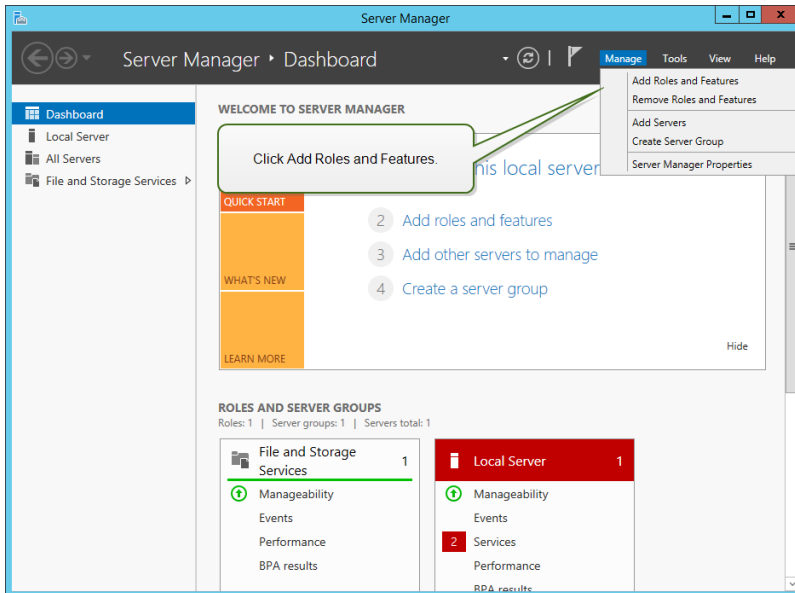 Server Manager
Server Manager • Dashboard
Manage Tools View Help
Add Roles and Features
Remove Roles and Features
Add Servers
Create Server Group
Server Manager Properties
Dashboard
Local Server
All Servers
File and Storage Services
WELCOME TO SERVER MANAGER
Click Add Roles and Features.
his local server
QUICK START
WHAT'S NEW
LEARN MORE
2 Add roles and features
3 Add other servers to manage
4 Create a server group
Hide
ROLES AND SERVER GROUPS
Roles: 1 | Server groups: 1 | Servers total: 1
File and Storage
Services
1
Manageability
Events
Performance
BPA results
Local Server 1
Manageability
Events
2 Services
Performance
BPA results